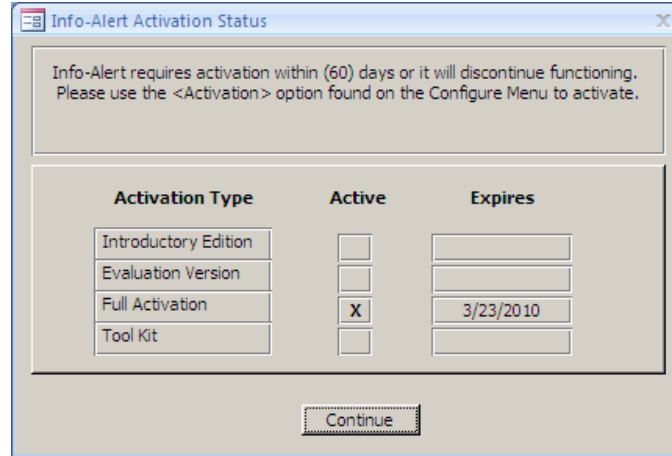 Info-Alert Activation Status
X
Info-Alert requires activation within (60) days or it will discontinue functioning.
Please use the <Activation> option found on the Configure Menu to activate.
Activation Type Active Expires
Introductory Edition
Evaluation Version
Full Activation X 3/23/2010
Tool Kit
Continue